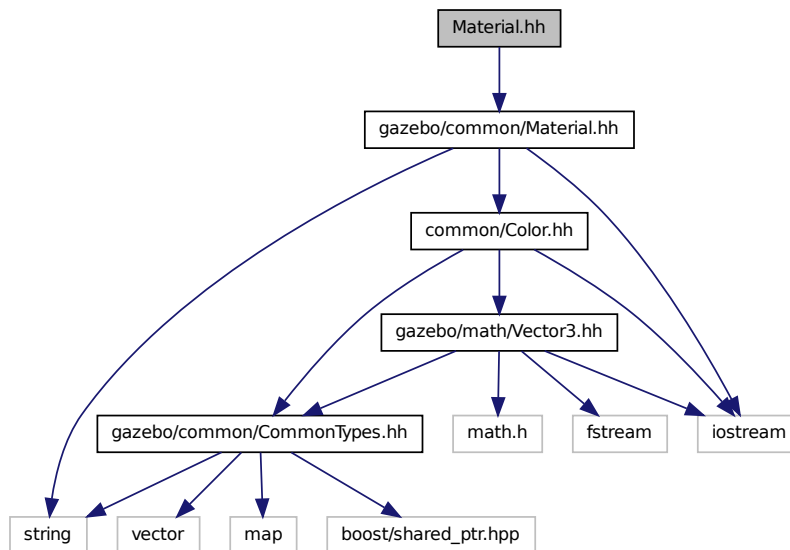 Material.hh
gazebo/common/Material.hh
common/Color.hh
gazebo/math/Vector3.hh
gazebo/common/CommonTypes.hh
math.h
fstream
iostream
string
vector
map
boost/shared_ptr.hpp